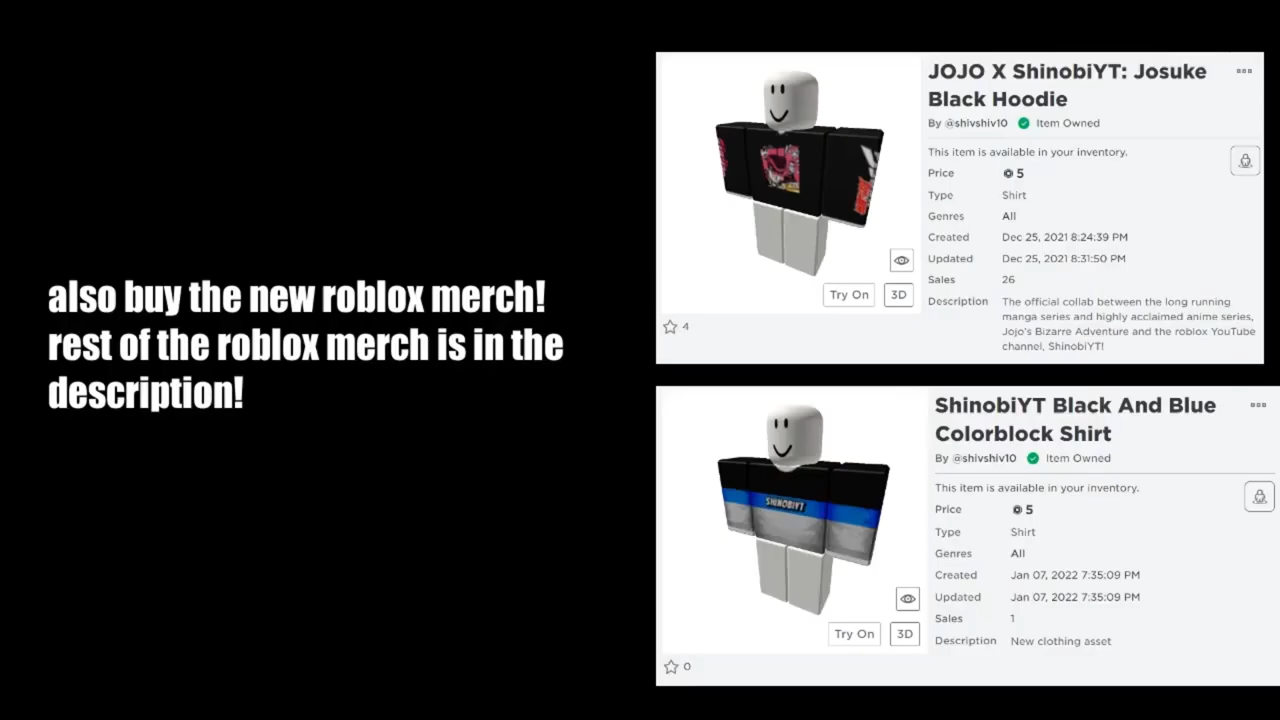 also buy the new roblox merch!
rest of the roblox merch is in the
description!
JOJO X ShinobiYT: Josuke
Black Hoodie
By @shivshiv10 Item Owned
This item is available in your inventory.
Price 5
Type Shirt
Genres All
Created Dec 25, 2021 8:24:39 PM
Updated Dec 25, 2021 8:31:50 PM
Sales 26
Description The official collab between the long running
manga series and highly acclaimed anime series,
Jojo's Bizarre Adventure and the roblox YouTube
channel, ShinobiYT!
Try On 3D
4
ShinobiYT Black And Blue
Colorblock Shirt
By @shivshiv10 Item Owned
This item is available in your inventory.
Price 5
Type Shirt
Genres All
Created Jan 07, 2022 7:35:09 PM
Updated Jan 07, 2022 7:35:09 PM
Sales 1
Description New clothing asset
SHINOBIYT
Try On 3D
0